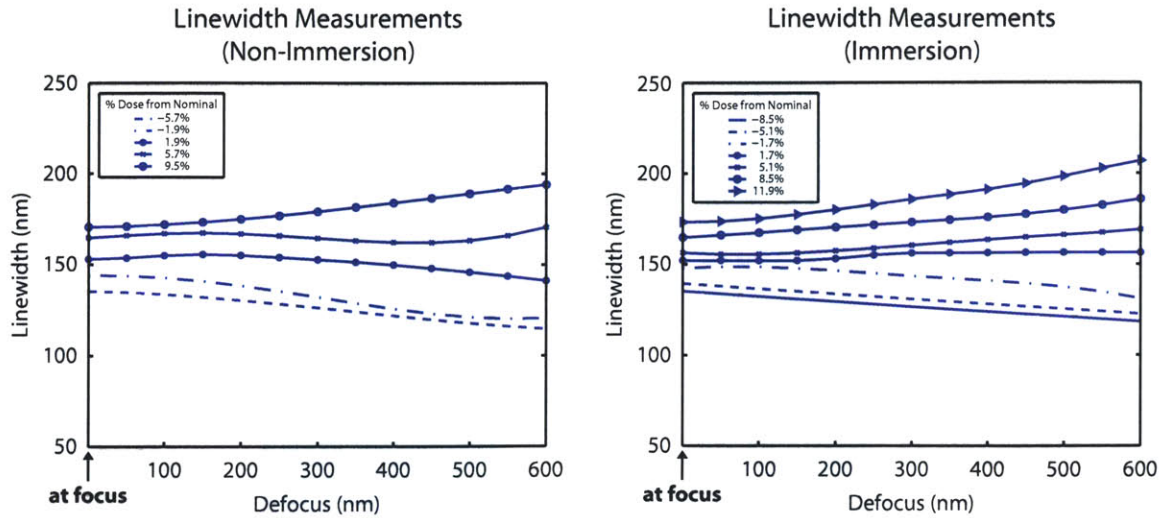 Linewidth Measurements
(Non-Immersion)
250
200
150
100
50
Linewidth (nm)
% Dose from Nominal
−5.7%
−1.9%
1.9%
5.7%
9.5%
100 200 300 400 500 600
at focus
Defocus (nm)
Linewidth Measurements
(Immersion)
250
200
150
100
50
Linewidth (nm)
% Dose from Nominal
−8.5%
−5.1%
−1.7%
1.7%
5.1%
8.5%
11.9%
100 200 300 400 500 600
at focus
Defocus (nm)